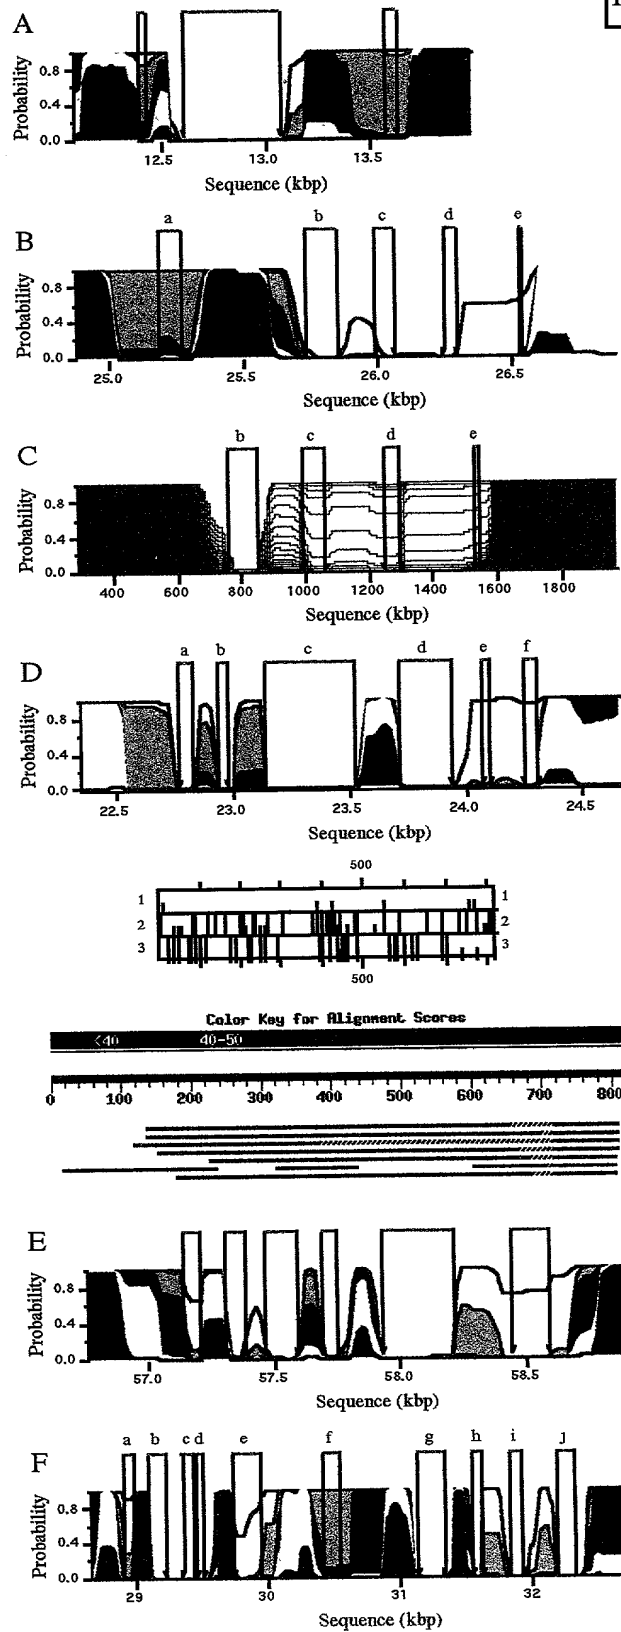 A
Probability
0.8
0.4
0.0
12.5 13.0 13.5
Sequence (kbp)
a b c d e
B
Probability
0.8
0.4
0.0
25.0 25.5 26.0 26.5
Sequence (kbp)
b c d e
C
Probability
0.8
0.4
0.0
400 600 800 1000 1200 1400 1600 1800
Sequence (kbp)
a b c d e f
D
Probability
0.8
0.4
0.0
22.5 23.0 23.5 24.0 24.5
Sequence (kbp)
500
1 1
2 2
3 3
500
Color Key for Alignment Scores
<40 40-50
0 100 200 300 400 500 600 700 800
E
Probability
0.8
0.4
0.0
57.0 57.5 58.0 58.5
Sequence (kbp)
a b c d e f g h i J
F
Probability
0.8
0.4
0.0
29 30 31 32
Sequence (kbp)